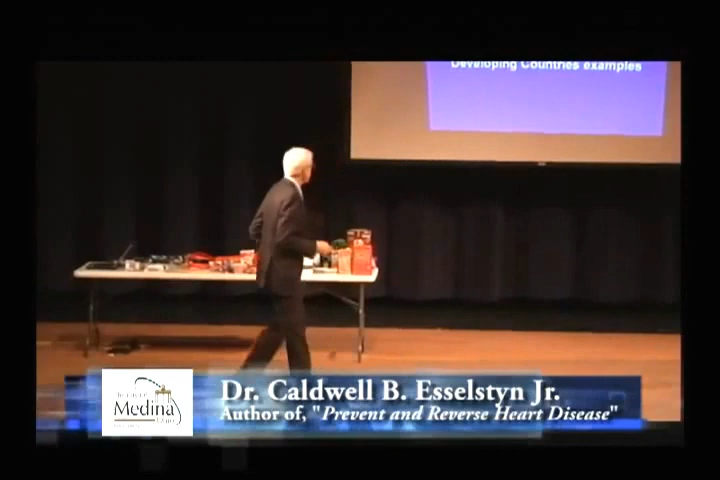 Developing Countries examples
Dr. Caldwell B. Esselstyn Jr.
Author of, "Prevent and Reverse Heart Disease"
Medina